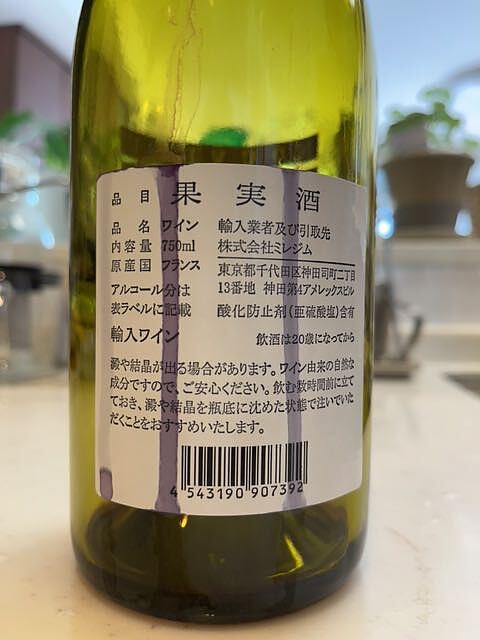 品目 果実酒
品名 ワイン
内容量 750ml
原産国 フランス
アルコール分は
表ラベルに記載
輸入業者及び引取先
株式会社ミレジム
東京都千代田区神田司町二丁目
13番地 神田第4アメレックスビル
酸化防止剤(亜硫酸塩)含有
輸入ワイン
飲酒は20歳になってから
澱や結晶が出る場合があります。ワイン由来の自然な
成分ですので、ご安心ください。飲む数時間前に立て
ておき、澱や結晶を瓶底に沈めた状態で注いでいた
だくことをおすすめいたします。
4 543190 907392